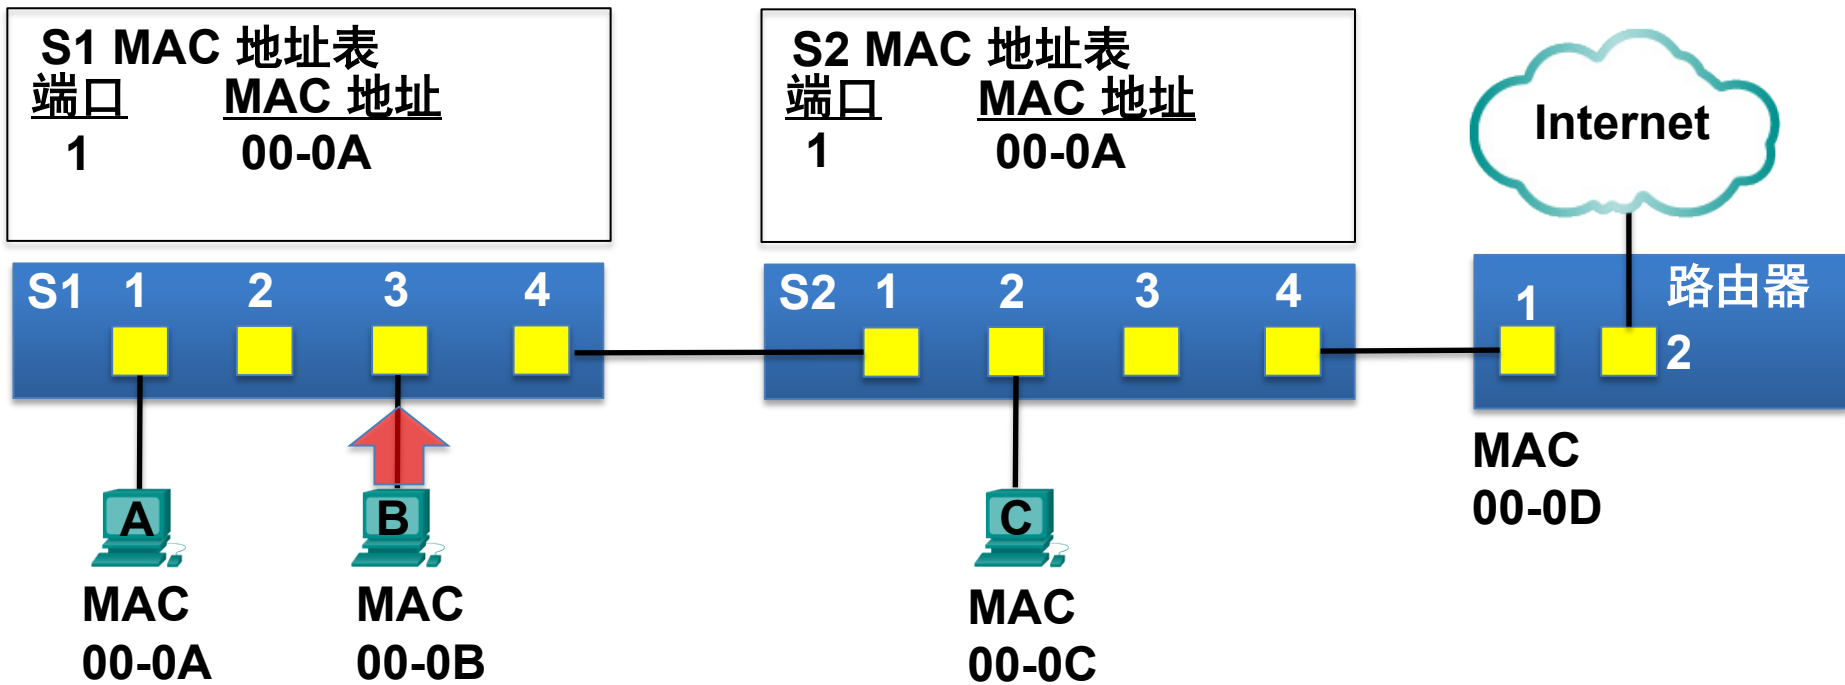 S1 MAC 地址表
端口 MAC 地址
1 00-0A
S2 MAC 地址表
端口 MAC 地址
1 00-0A
Internet
S1 1 2 3 4
S2 1 2 3 4
路由器
1
2
A
MAC
00-0A
B
MAC
00-0B
C
MAC
00-0C
MAC
00-0D